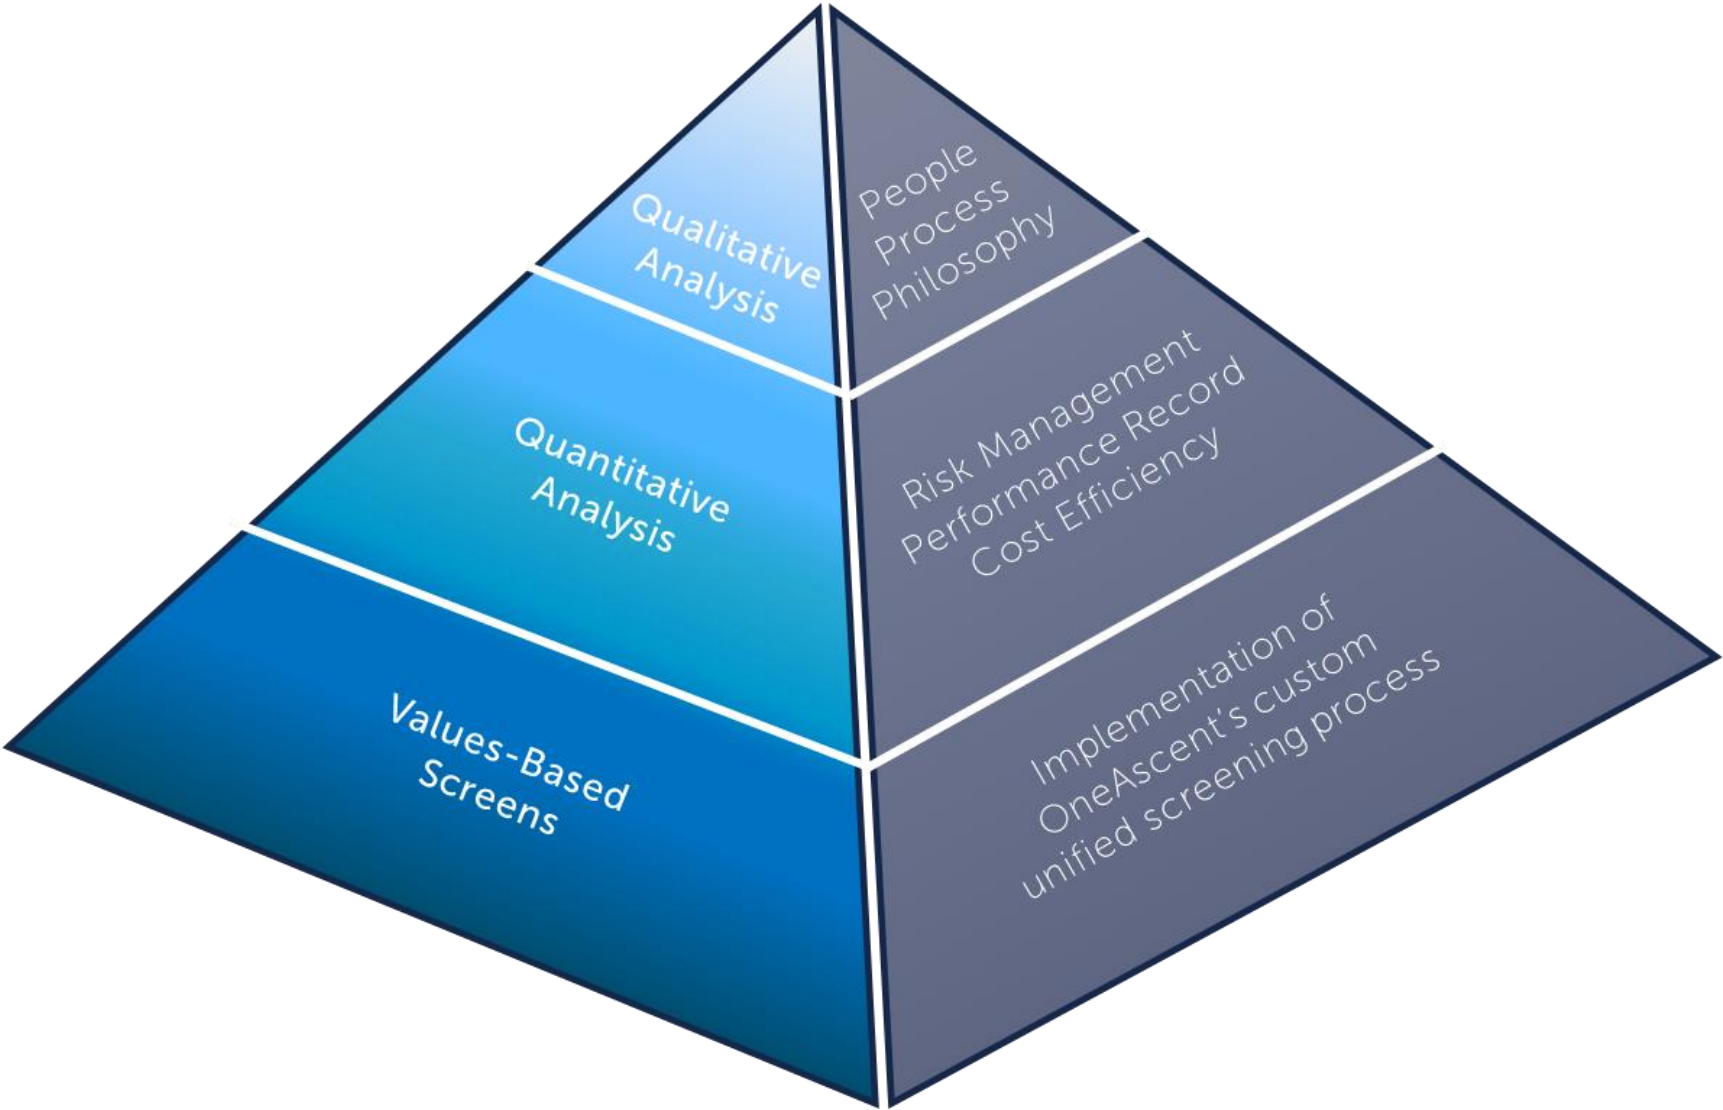 Qualitative
Analysis
People
Process
Philosophy
Quantitative
Analysis
Risk Management
Performance Record
Cost Efficiency
Values-Based
Screens
Implementation of
OneAscent's custom
unified screening process